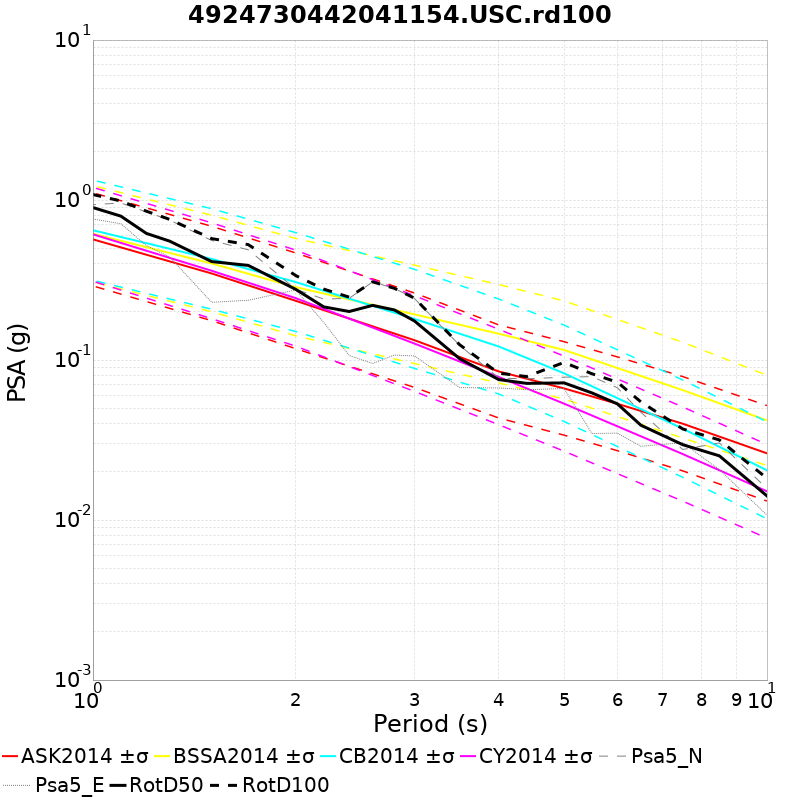 4924730442041154.USC.rd100
10^1
10^0
10^-1
10^-2
10^-3
PSA (g)
10^0 2 3 4 5 6 7 8 9 10^1
Period (s)
ASK2014 ±σ BSSA2014 ±σ CB2014 ±σ CY2014 ±σ Psa5_N
Psa5_E RotD50 RotD100